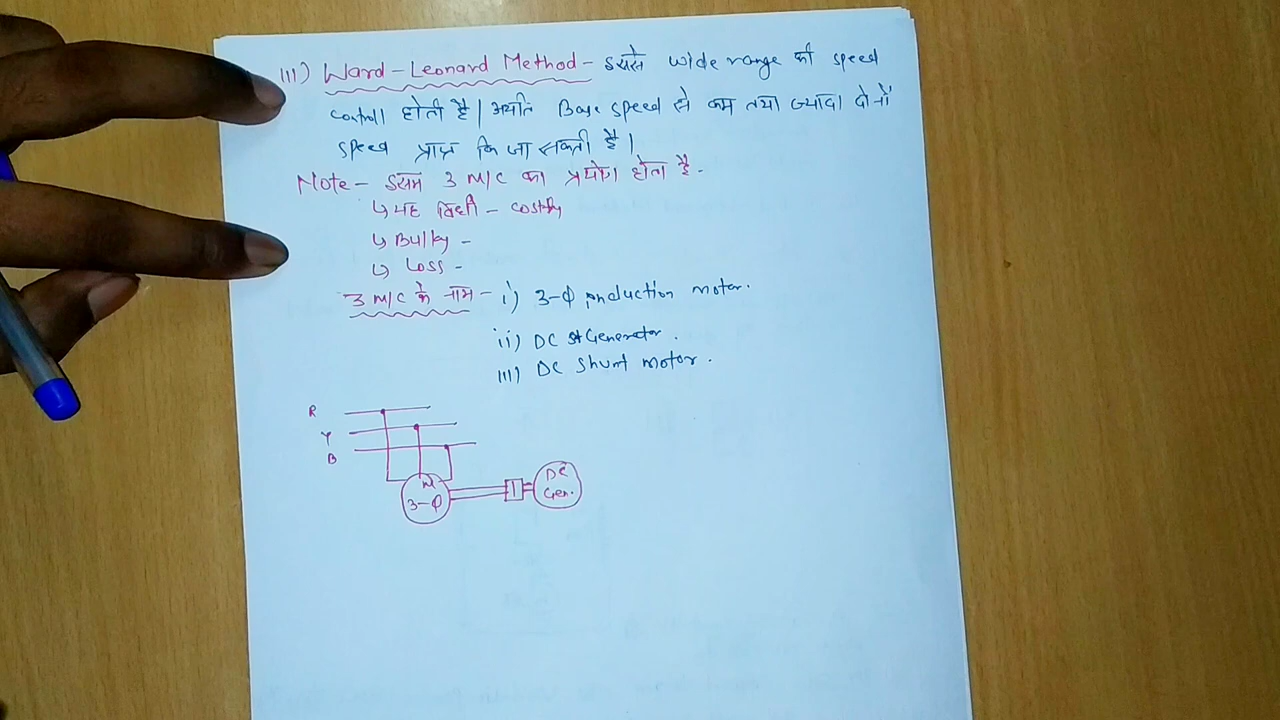 III) Ward-Leonard Method - इससे wide range की speed
control होती है। अर्थात Base speed से कम तथा ज्यादा दोनों
speed प्राप्त कि जा सकती है।
Note - इसमे 3 M/C का प्रयोग होता है.
↳ यह विधी - costly
↳ Bulky -
↳ Loss -
3 M/C के नाम - i) 3-Φ Induction motor.
ii) DC Generator.
III) DC Shunt motor.
R
Y
B
M
3-Φ
DC
Gen.